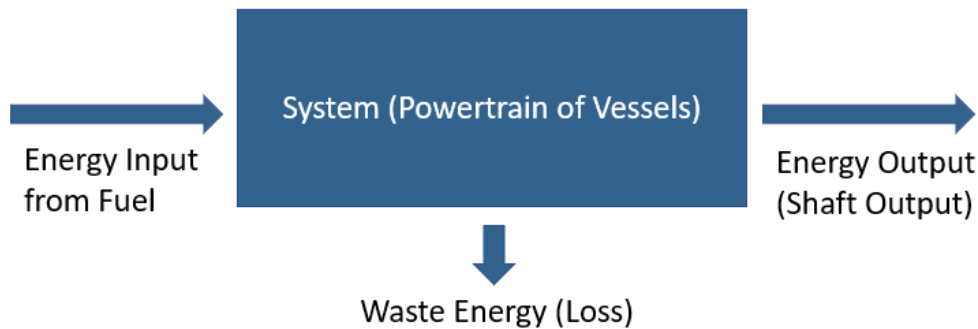 System (Powertrain of Vessels)
Energy Input
from Fuel
Energy Output
(Shaft Output)
Waste Energy (Loss)